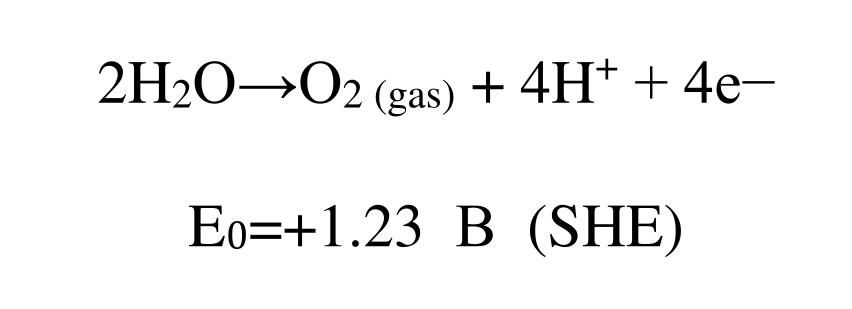 2H₂O→O₂ (gas) + 4H⁺ + 4e−
E₀=+1.23 B (SHE)